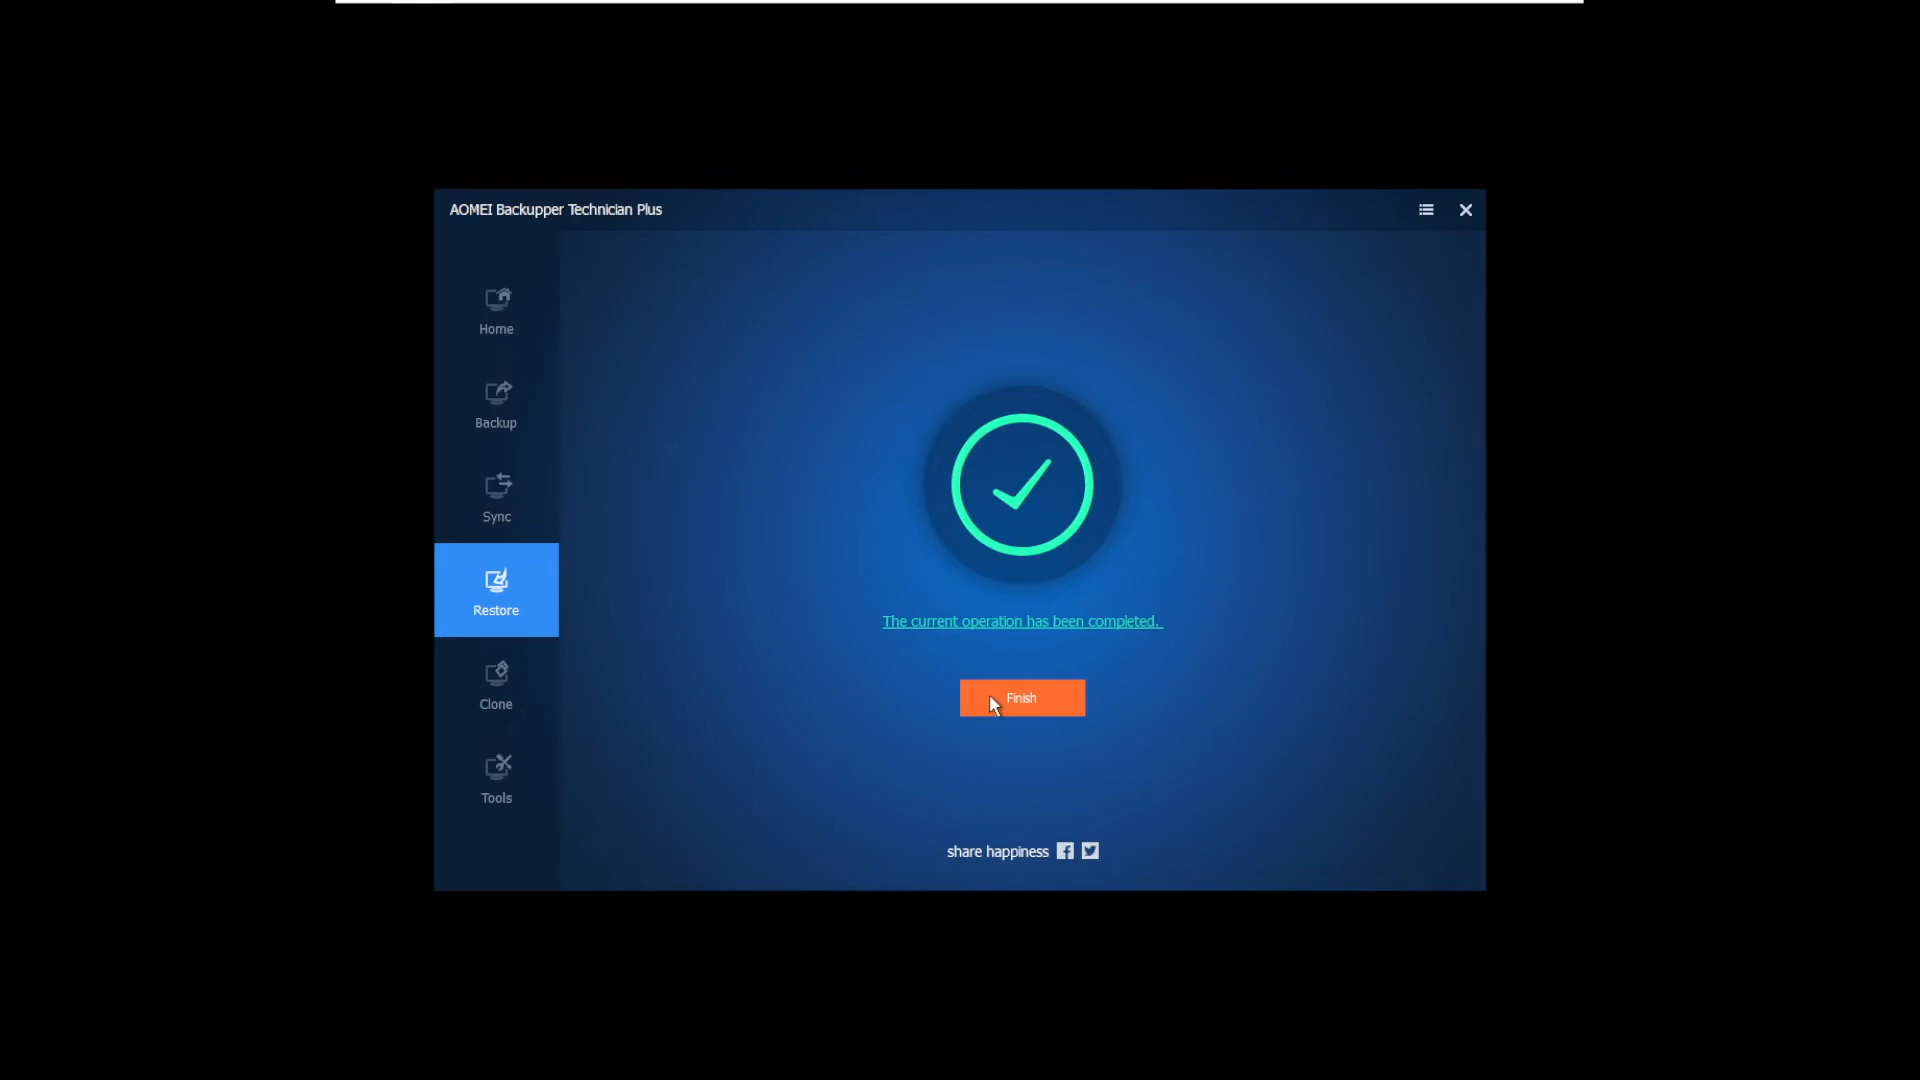 AOMEI Backupper Technician Plus
Home
Backup
Sync
Restore
Clone
Tools
The current operation has been completed.
Finish
share happiness